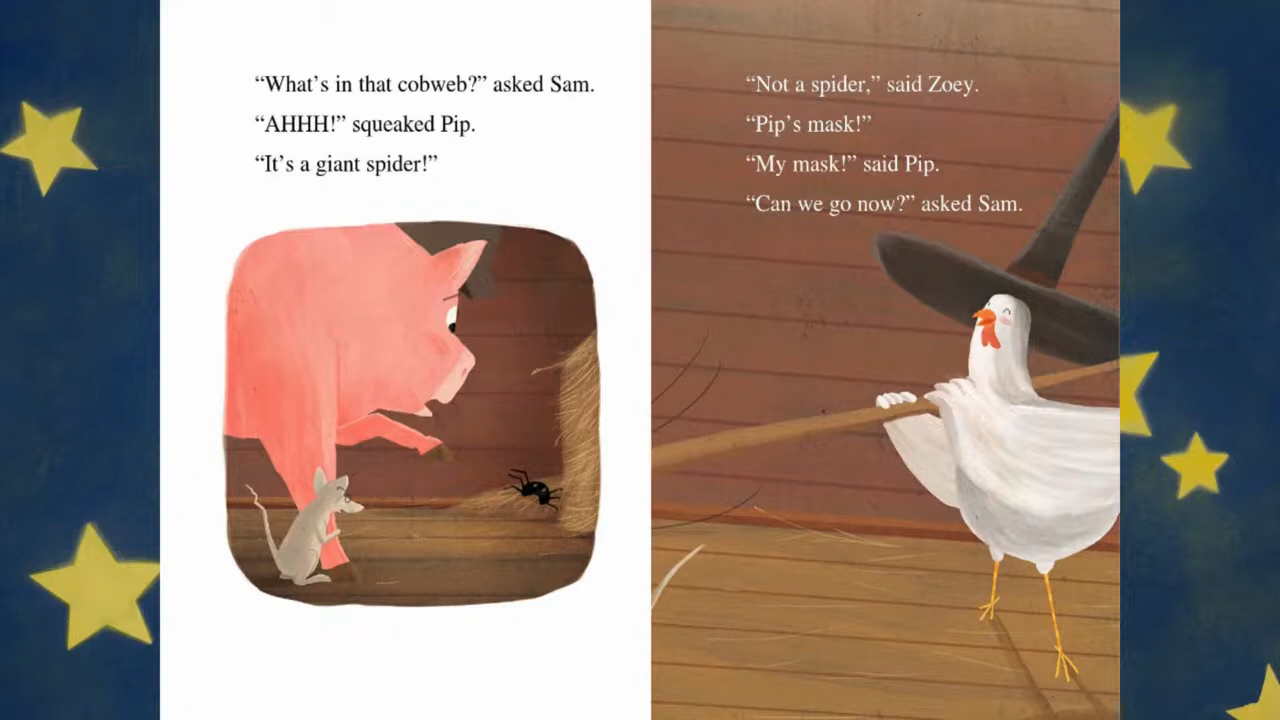 “What’s in that cobweb?” asked Sam.
“AHHH!” squeaked Pip.
“It’s a giant spider!”
“Not a spider,” said Zoey.
“Pip’s mask!”
“My mask!” said Pip.
“Can we go now?” asked Sam.